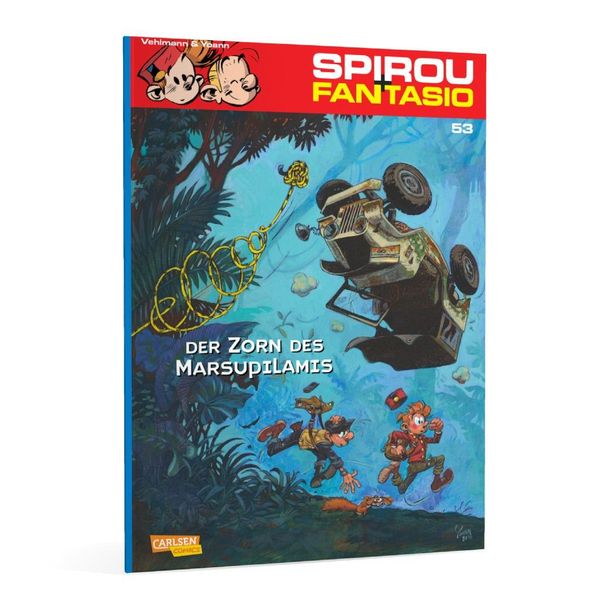 Vehlmann & Yoann
SPIROU
+
FANTASIO
53
DER ZORN DES
MARSUPILAMIS
CARLSEN
COMICS